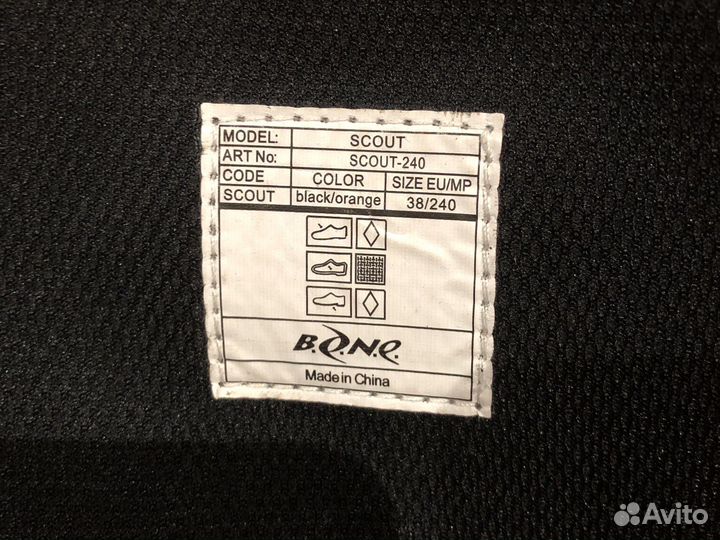 MODEL: SCOUT
ART No: SCOUT-240
CODE COLOR SIZE EU/MP
SCOUT black/orange 38/240
B.O.N.E.
Made in China
Avito